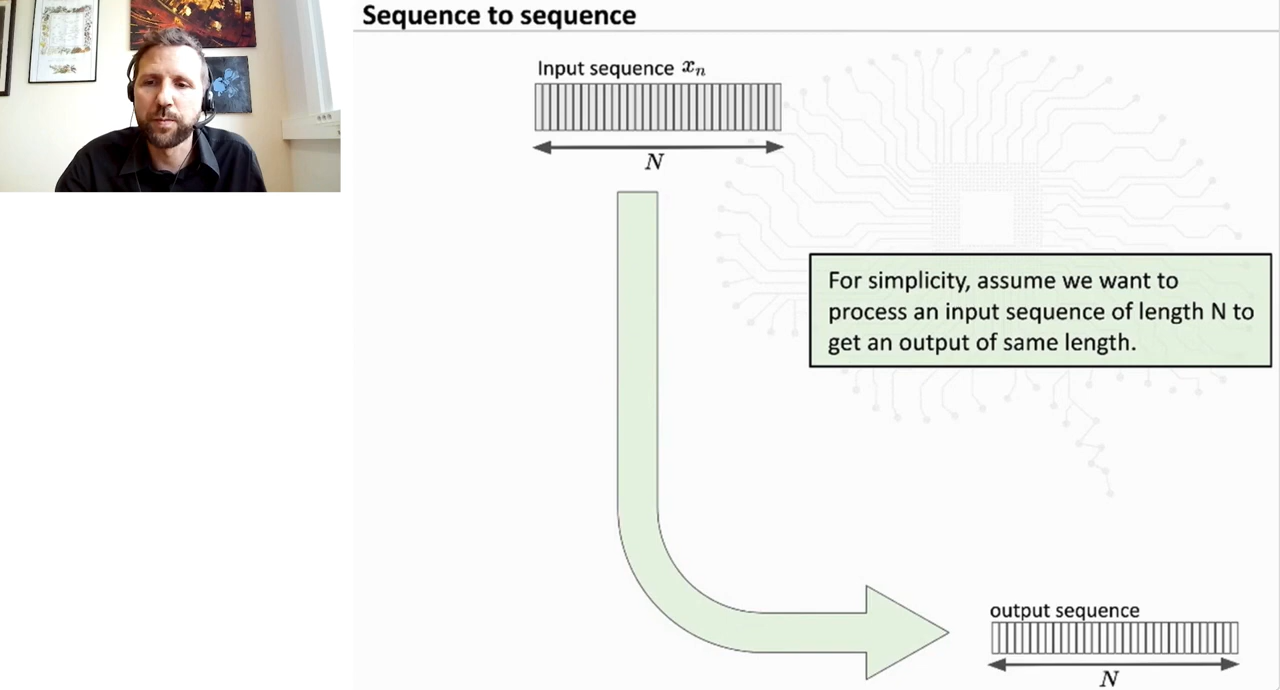 Sequence to sequence
Input sequence xₙ
N
For simplicity, assume we want to
process an input sequence of length N to
get an output of same length.
output sequence
N